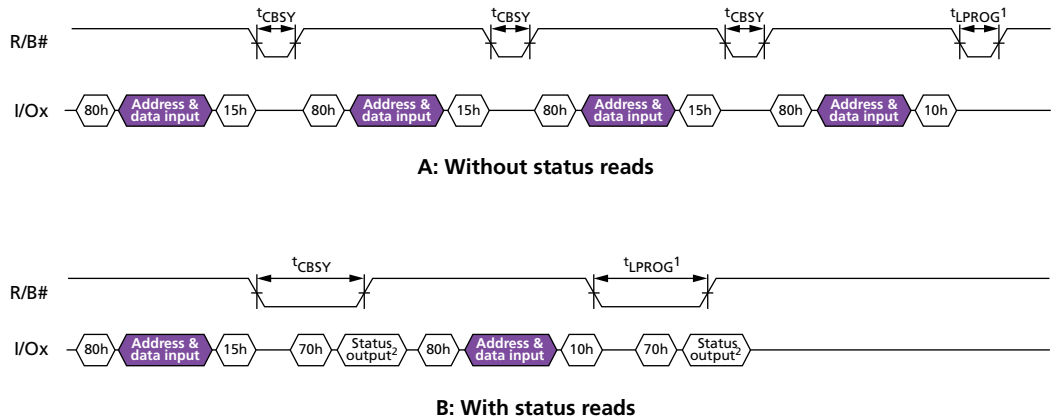 tCBSY tCBSY tCBSY tLPROG1
R/B#
I/Ox 80h Address & data input 15h 80h Address & data input 15h 80h Address & data input 15h 80h Address & data input 10h
A: Without status reads
tCBSY tLPROG1
R/B#
I/Ox 80h Address & data input 15h 70h Status output2 80h Address & data input 10h 70h Status output2
B: With status reads